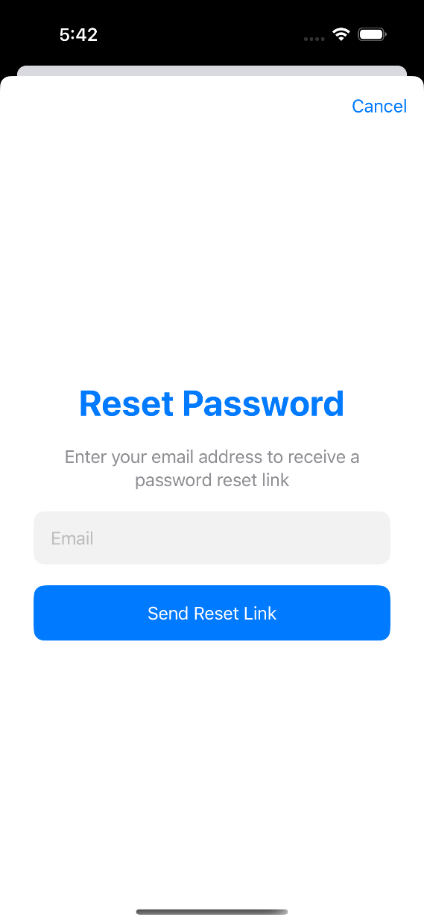 5:42
Cancel
Reset Password
Enter your email address to receive a
password reset link
Email
Send Reset Link